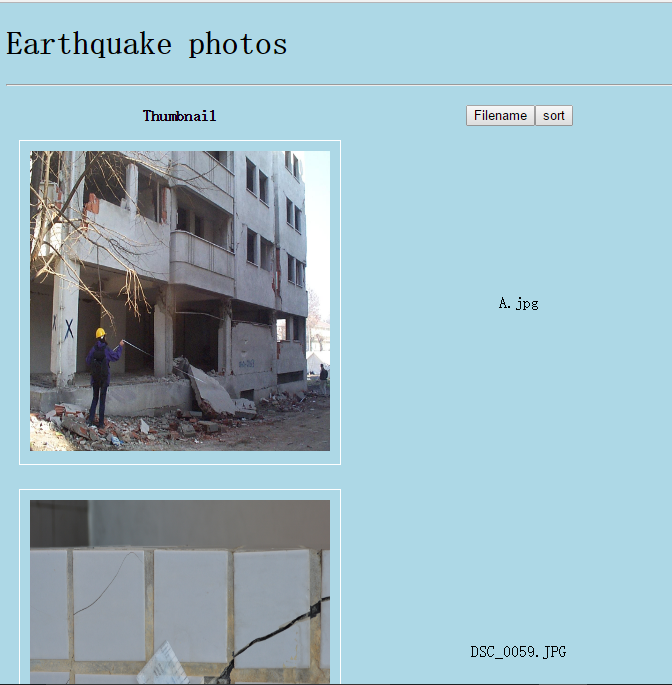 Earthquake photos
Thumbnail
Filename sort
X X
A.jpg
DSC_0059.JPG